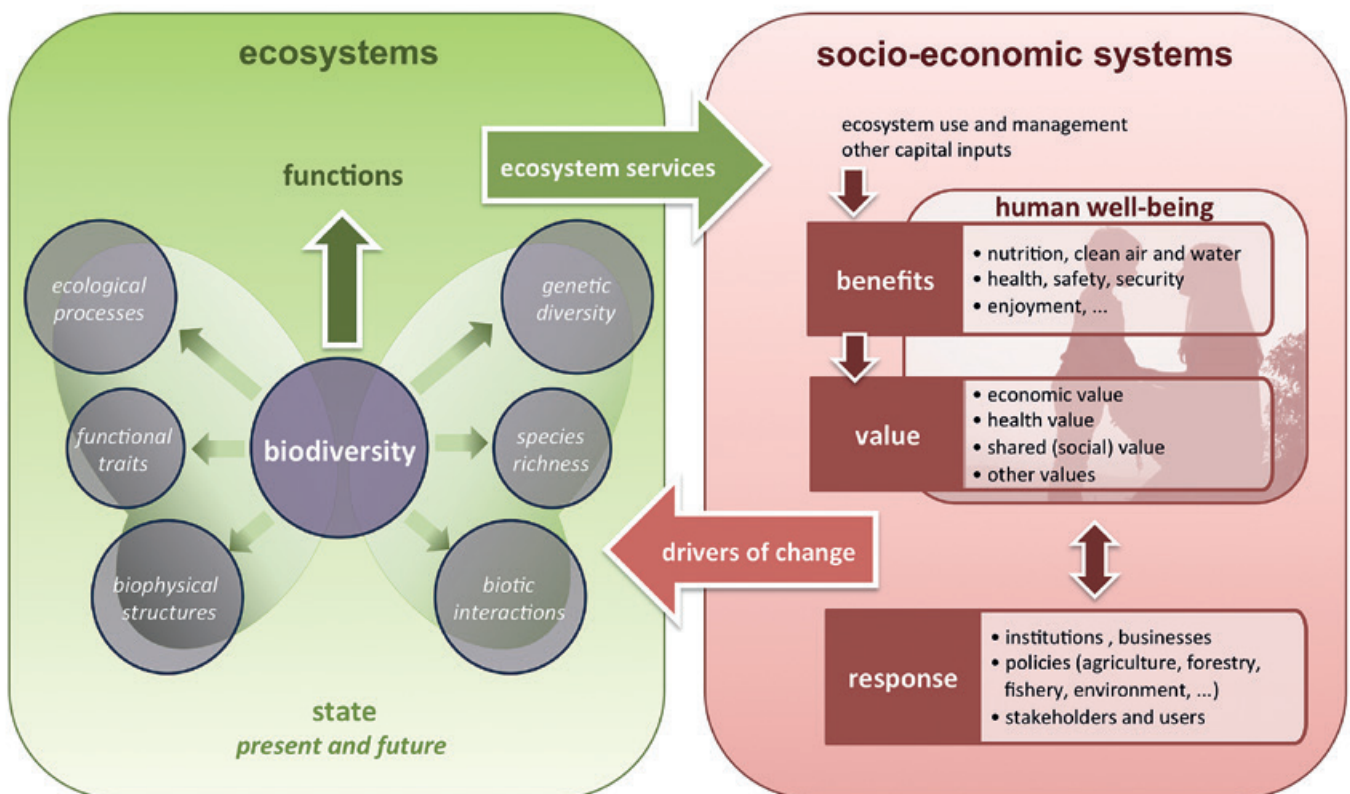 ecosystems
functions
ecological
processes
genetic
diversity
functional
traits
biodiversity
species
richness
biophysical
structures
biotic
interactions
state
present and future
ecosystem services
drivers of change
socio-economic systems
ecosystem use and management
other capital inputs
human well-being
benefits
• nutrition, clean air and water
• health, safety, security
• enjoyment, ...
value
• economic value
• health value
• shared (social) value
• other values
response
• institutions , businesses
• policies (agriculture, forestry,
fishery, environment, ...)
• stakeholders and users